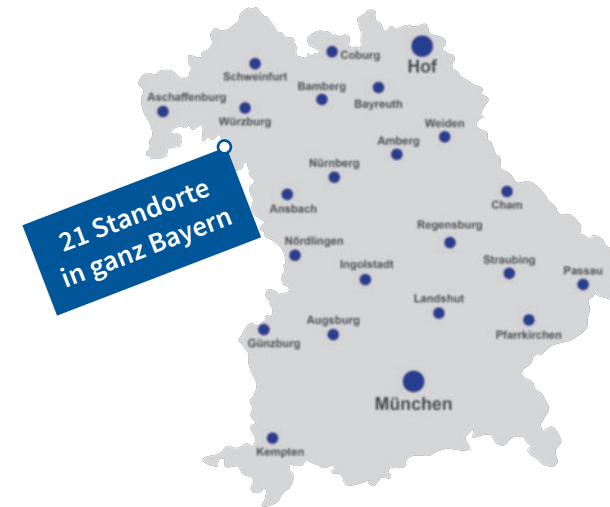 Coburg
Hof
Schweinfurt
Bamberg
Bayreuth
Aschaffenburg
Würzburg
Weiden
Amberg
Nürnberg
21 Standorte
in ganz Bayern
Ansbach
Cham
Regensburg
Nördlingen
Ingolstadt
Straubing
Passau
Landshut
Augsburg
Günzburg
Pfarrkirchen
München
Kempten